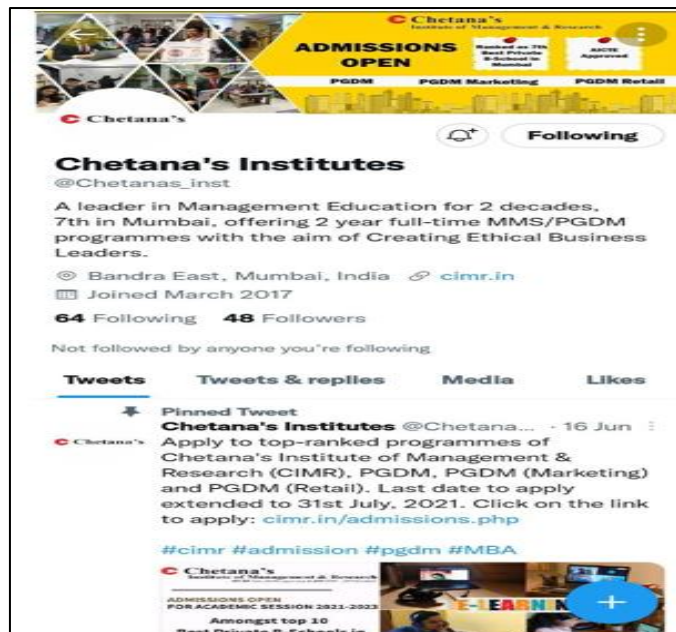 Chetana's
Institute of Management & Research
ADMISSIONS
OPEN
Ranked as 7th
Best Private
B-School in
Mumbai
AICTE
Approved
PGDM PGDM Marketing PGDM Retail
Chetana's
Following
Chetana's Institutes
@Chetanas_inst
A leader in Management Education for 2 decades,
7th in Mumbai, offering 2 year full-time MMS/PGDM
programmes with the aim of Creating Ethical Business
Leaders.
Bandra East, Mumbai, India cimr.in
Joined March 2017
64 Following 48 Followers
Not followed by anyone you're following
Tweets Tweets & replies Media Likes
Pinned Tweet
Chetana's Institutes @Chetana... · 16 Jun
Chetana's
Apply to top-ranked programmes of
Chetana's Institute of Management &
Research (CIMR), PGDM, PGDM (Marketing)
and PGDM (Retail). Last date to apply
extended to 31st July, 2021. Click on the link
to apply: cimr.in/admissions.php
#cimr #admission #pgdm #MBA
Chetana's
Institute of Management & Research
ADMISSIONS OPEN
FOR ACADEMIC SESSION 2021-2023
Amongst top 10
Best Private B-Schools in
E-LEARNIN